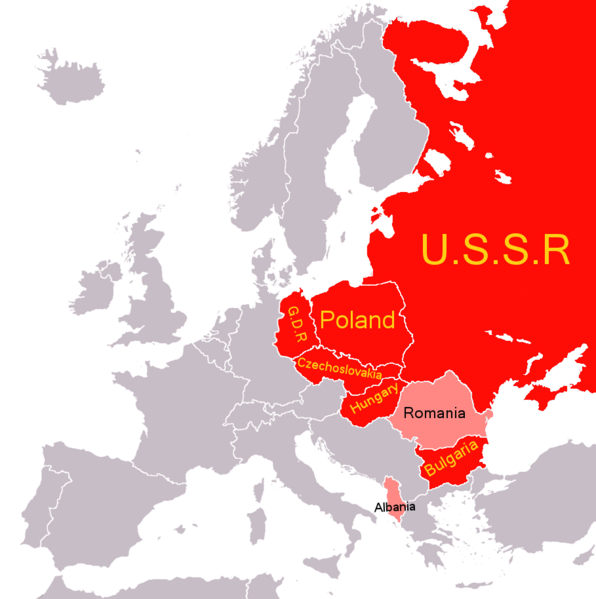 U.S.S.R
G.D.R
Poland
Czechoslovakia
Hungary
Romania
Bulgaria
Albania